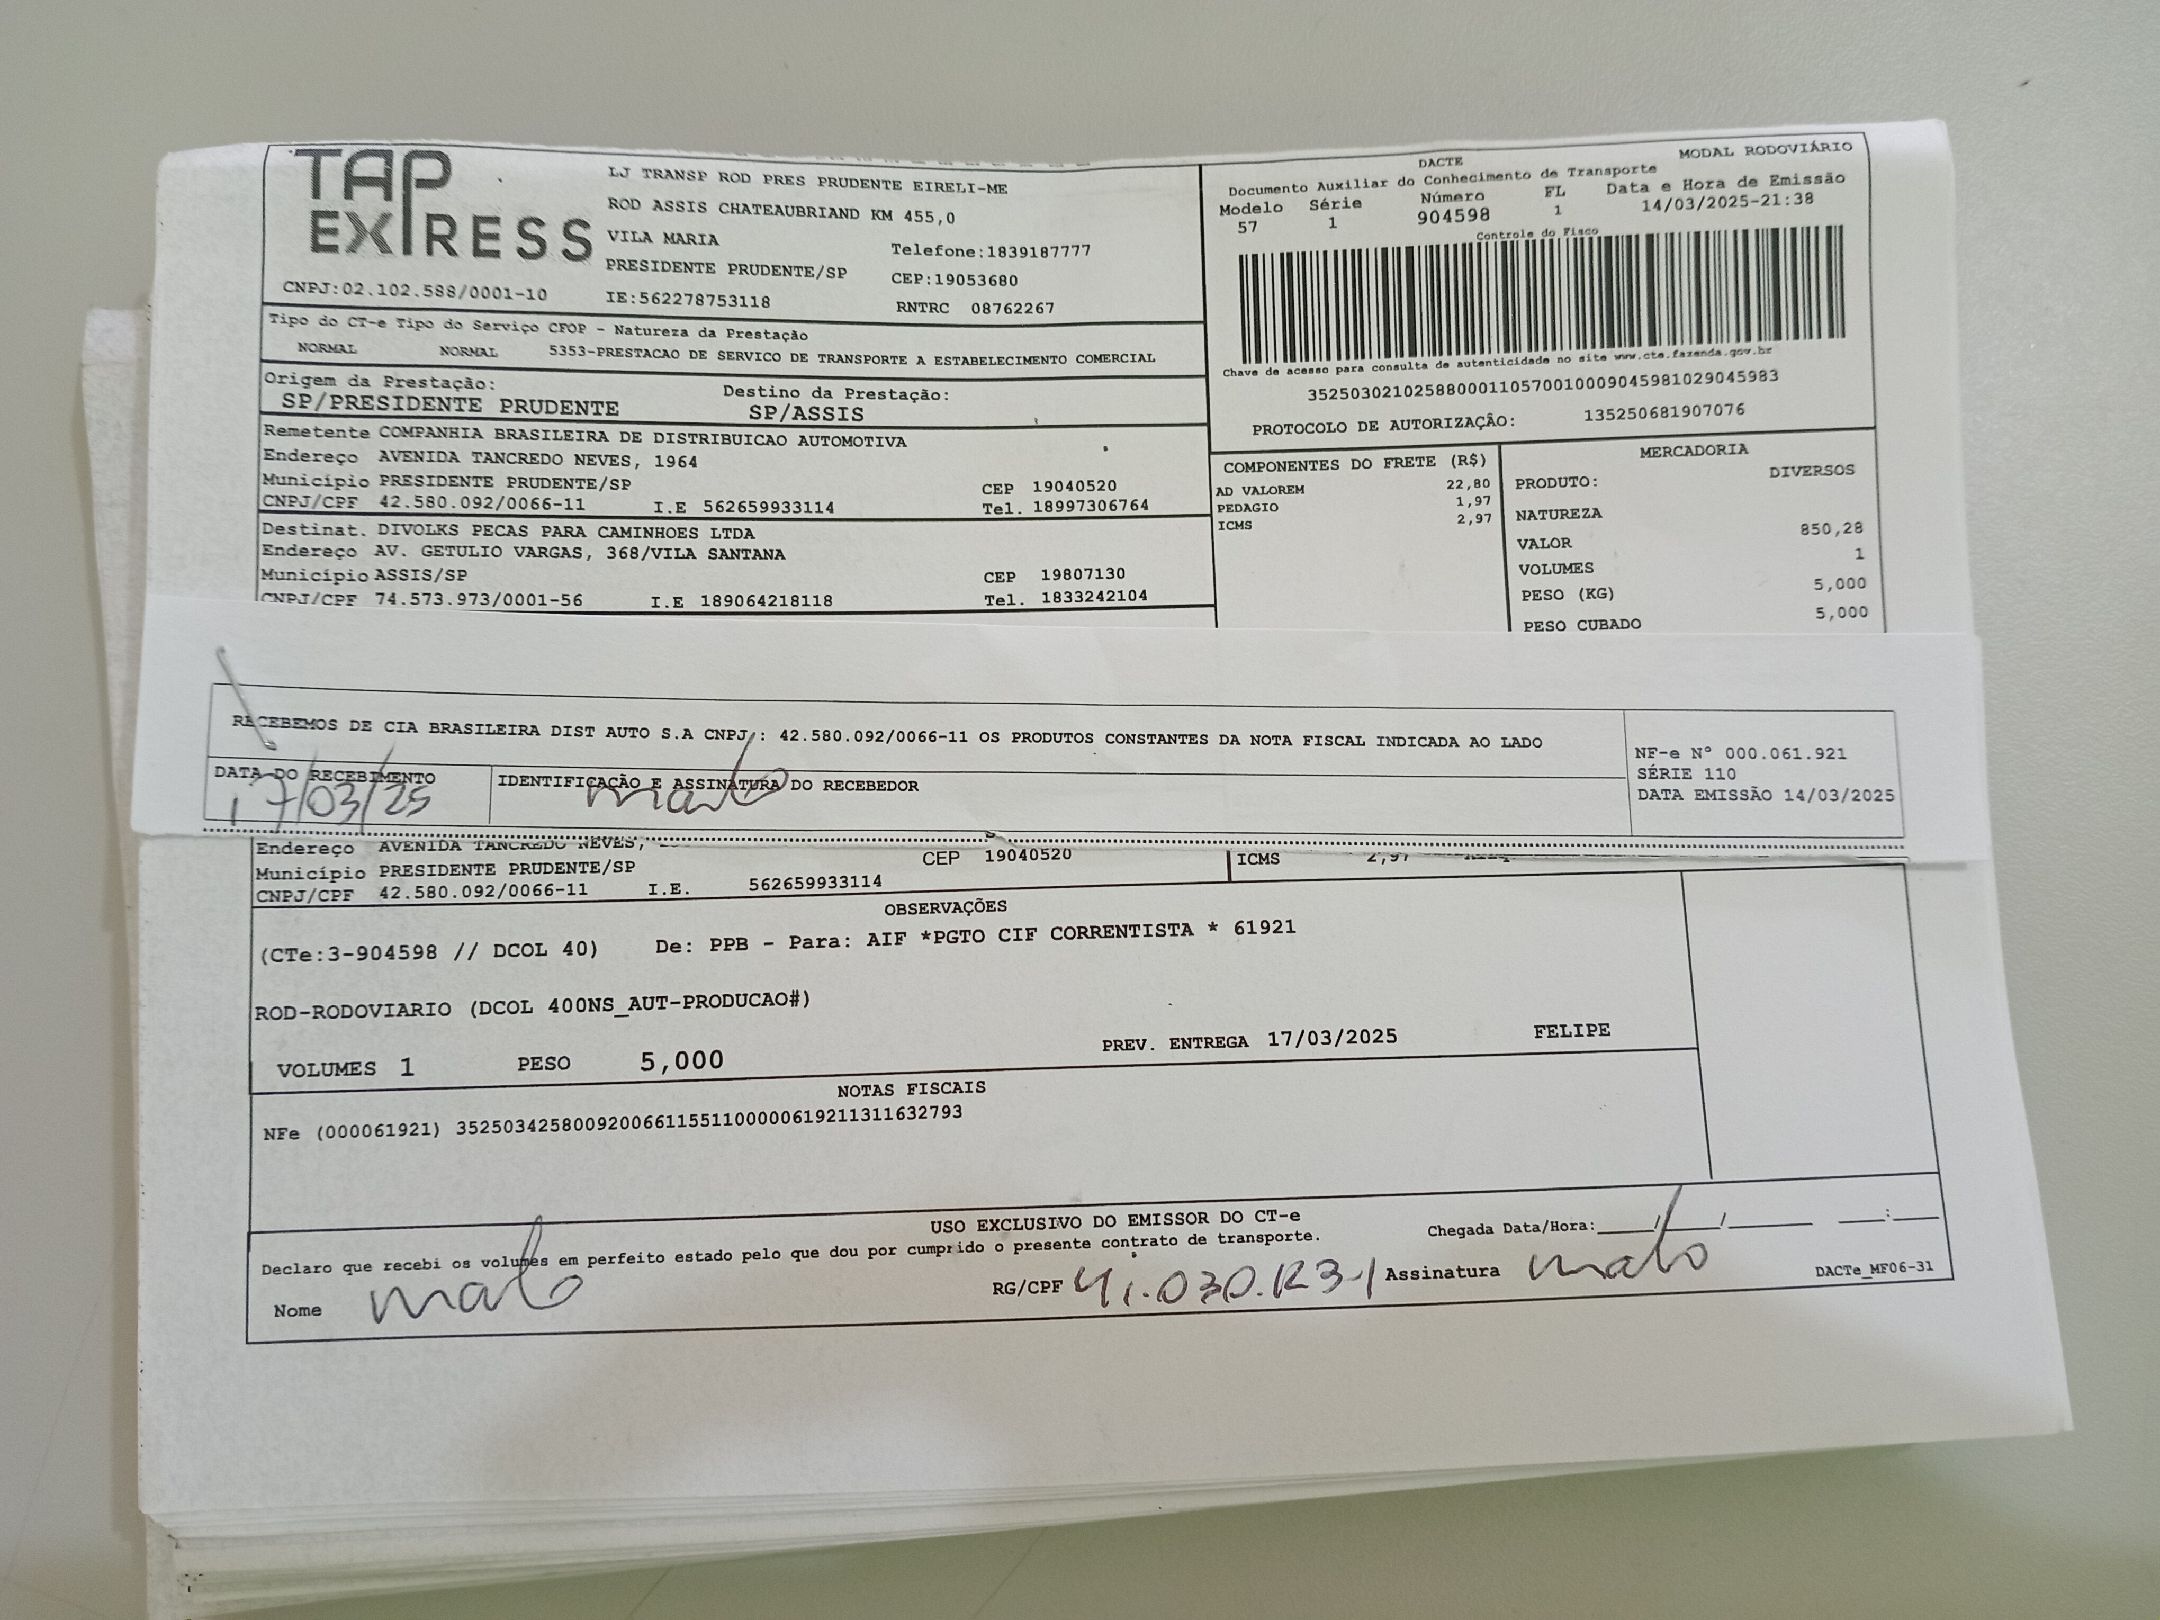 TAP EXPRESS
LJ TRANSP ROD PRES PRUDENTE EIRELI-ME
ROD ASSIS CHATEAUBRIAND KM 455,0
VILA MARIA
Telefone:1839187777
PRESIDENTE PRUDENTE/SP
CEP:19053680
CNPJ:02.102.588/0001-10
IE:562278753118
RNTRC 08762267
Tipo do CT-e Tipo do Serviço CFOP - Natureza da Prestação
NORMAL NORMAL 5353-PRESTACAO DE SERVICO DE TRANSPORTE A ESTABELECIMENTO COMERCIAL
Origem da Prestação: Destino da Prestação:
SP/PRESIDENTE PRUDENTE SP/ASSIS
Remetente COMPANHIA BRASILEIRA DE DISTRIBUICAO AUTOMOTIVA
Endereço AVENIDA TANCREDO NEVES, 1964
Município PRESIDENTE PRUDENTE/SP CEP 19040520
CNPJ/CPF 42.580.092/0066-11 I.E 562659933114 Tel. 18997306764
Destinat. DIVOLKS PECAS PARA CAMINHOES LTDA
Endereço AV. GETULIO VARGAS, 368/VILA SANTANA
Município ASSIS/SP CEP 19807130
CNPJ/CPF 74.573.973/0001-56 I.E 189064218118 Tel. 1833242104
DACTE MODAL RODOVIÁRIO
Documento Auxiliar do Conhecimento de Transporte
Modelo Série Número FL Data e Hora de Emissão
57 1 904598 1 14/03/2025-21:38
Controle do Fisco
Chave de acesso para consulta de autenticidade no site www.cte.fazenda.gov.br
35250302102588000110570010009045981029045983
PROTOCOLO DE AUTORIZAÇÃO: 135250681907076
COMPONENTES DO FRETE (R$)
AD VALOREM 22,80
PEDAGIO 1,97
ICMS 2,97
MERCADORIA
PRODUTO: DIVERSOS
NATUREZA
VALOR 850,28
VOLUMES 1
PESO (KG) 5,000
PESO CUBADO 5,000
RECEBEMOS DE CIA BRASILEIRA DIST AUTO S.A CNPJ : 42.580.092/0066-11 OS PRODUTOS CONSTANTES DA NOTA FISCAL INDICADA AO LADO
DATA DO RECEBIMENTO IDENTIFICAÇÃO E ASSINATURA DO RECEBEDOR
17/03/25
NF-e N° 000.061.921
SÉRIE 110
DATA EMISSÃO 14/03/2025
Endereço AVENIDA TANCREDO NEVES,
Município PRESIDENTE PRUDENTE/SP CEP 19040520
CNPJ/CPF 42.580.092/0066-11 I.E. 562659933114
ICMS 2,97
OBSERVAÇÕES
(CTe:3-904598 // DCOL 40) De: PPB - Para: AIF *PGTO CIF CORRENTISTA * 61921
ROD-RODOVIARIO (DCOL 400NS_AUT-PRODUCAO#)
VOLUMES 1 PESO 5,000 PREV. ENTREGA 17/03/2025 FELIPE
NOTAS FISCAIS
NFe (000061921) 35250342580092006611551100000619211311632793
USO EXCLUSIVO DO EMISSOR DO CT-e
Declaro que recebi os volumes em perfeito estado pelo que dou por cumprido o presente contrato de transporte.
Chegada Data/Hora:____/____/____ ___:___
Nome
RG/CPF
Assinatura
DACTe_MF06-31